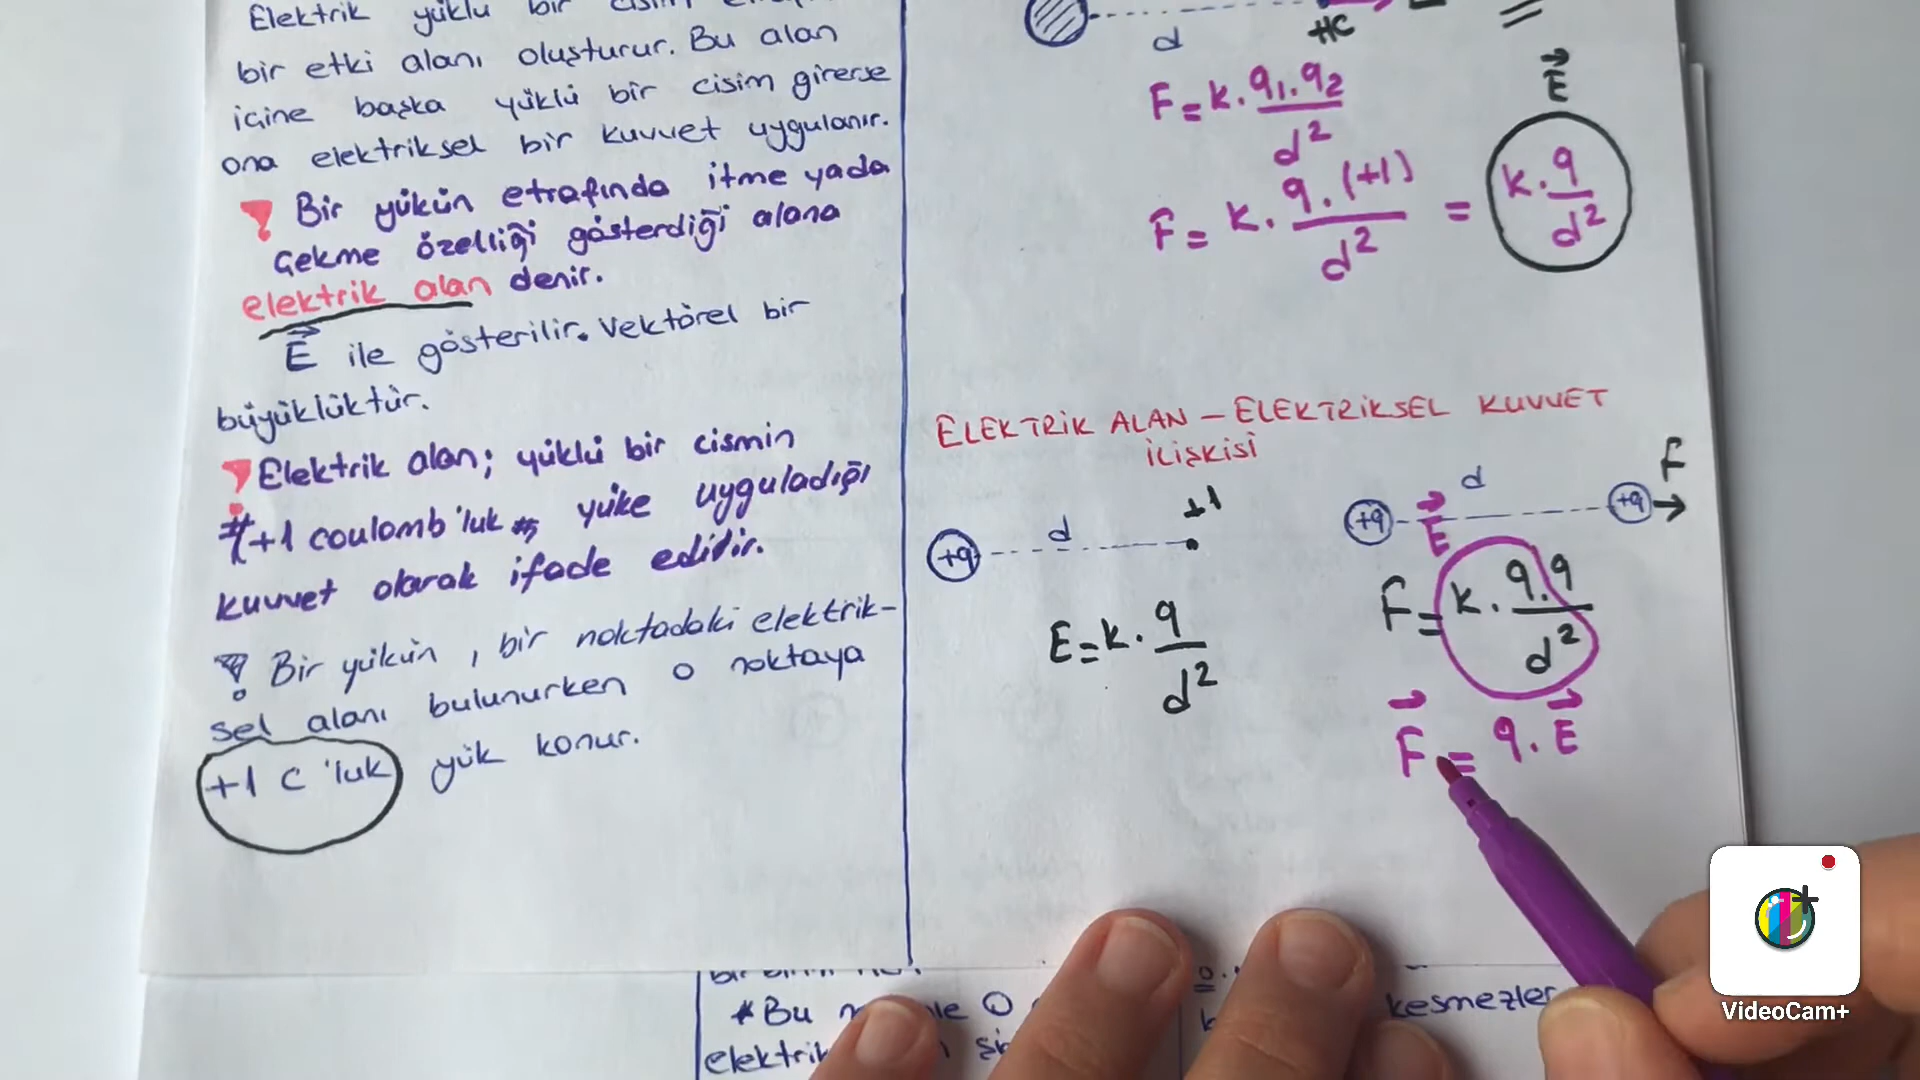 Elektrik yüklü bir cisim
bir etki alanı oluşturur. Bu alan
içine başka yüklü bir cisim girerse
ona elektriksel bir kuvvet uygulanır.
! Bir yükün etrafında itme yada
çekme özelliği gösterdiği alana
elektrik alan denir.
E ile gösterilir. Vektörel bir
büyüklüktür.
! Elektrik alan; yüklü bir cismin
+1 coulomb'luk yüke uyguladığı
kuvvet olarak ifade edilir.
! Bir yükün, bir noktadaki elektrik-
sel alanı bulunurken o noktaya
+1 C'luk yük konur.
d +1C
F = k. q1.q2
d²
F = k. q.(+1) = k. q
d² d²
E
ELEKTRİK ALAN – ELEKTRİKSEL KUVVET
İLİŞKİSİ
+q d +1
E = k. q
d²
+q E d +q F
F = k. q.q
d²
F = q. E
* Bu
elektrik
kesmezler
VideoCam+